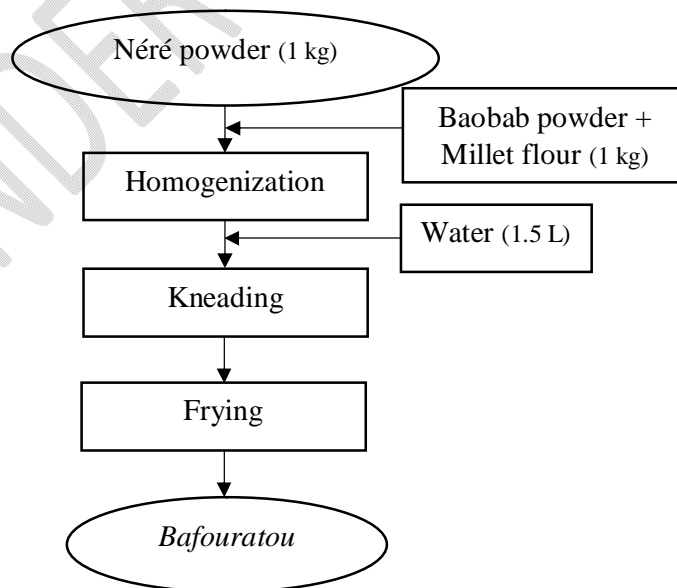 Néré powder (1 kg)
Baobab powder +
Millet flour (1 kg)
Homogenization
Water (1.5 L)
Kneading
Frying
Bafouratou